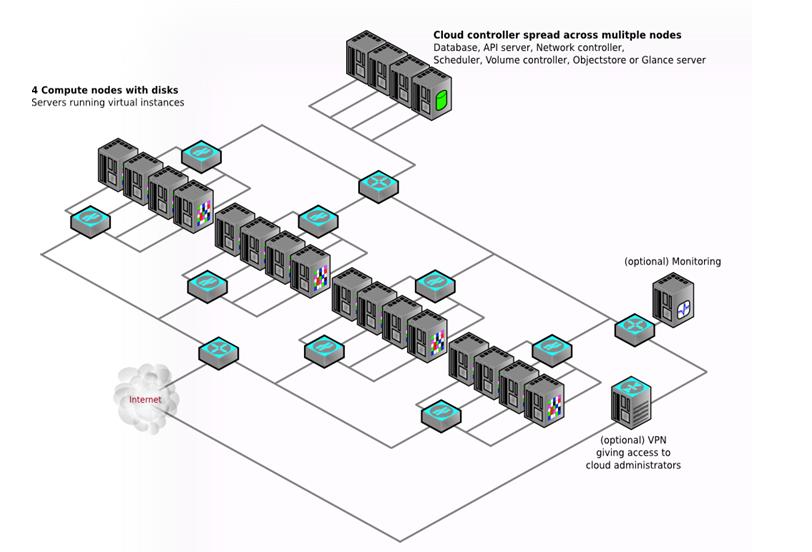 Cloud controller spread across mulitple nodes
Database, API server, Network controller,
Scheduler, Volume controller, Objectstore or Glance server
4 Compute nodes with disks
Servers running virtual instances
(optional) Monitoring
Internet
(optional) VPN
giving access to
cloud administrators